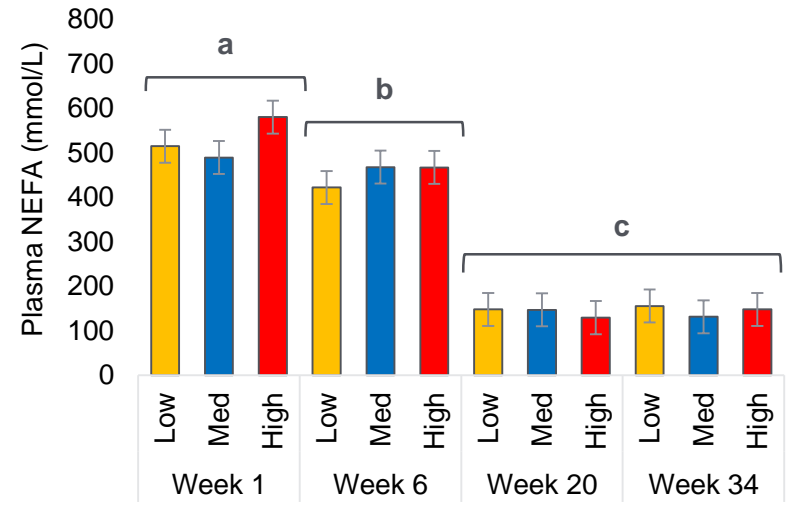 Plasma NEFA (mmol/L)
800
700
600
500
400
300
200
100
0
a
b
c
Low
Med
High
Low
Med
High
Low
Med
High
Low
Med
High
Week 1
Week 6
Week 20
Week 34